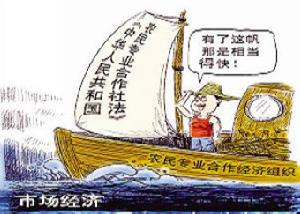 《中华人民共和国
农民专业合作社法》
有了这帆
那是相当
得快！
农民专业合作经济组织
市场经济